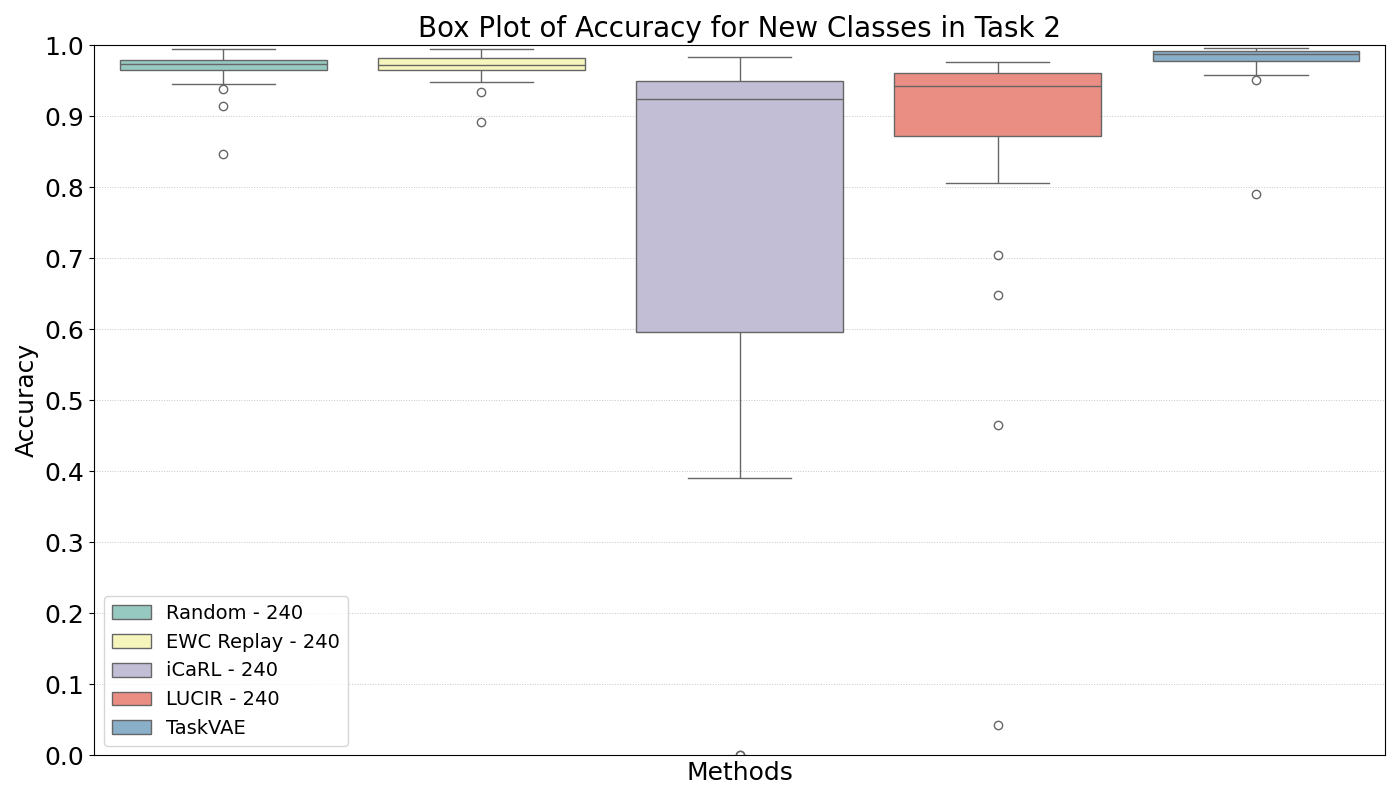 Box Plot of Accuracy for New Classes in Task 2
1.0
0.9
0.8
0.7
0.6
0.5
0.4
0.3
0.2
0.1
0.0
Accuracy
Random - 240
EWC Replay - 240
iCaRL - 240
LUCIR - 240
TaskVAE
Methods